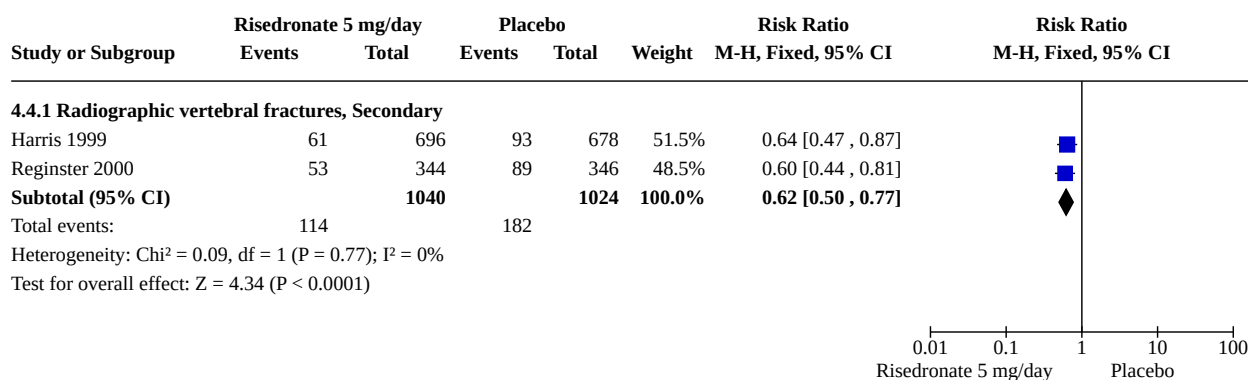 Risedronate 5 mg/day Placebo Risk Ratio Risk Ratio
Study or Subgroup Events Total Events Total Weight M-H, Fixed, 95% CI M-H, Fixed, 95% CI
4.4.1 Radiographic vertebral fractures, Secondary
Harris 1999 61 696 93 678 51.5% 0.64 [0.47 , 0.87]
Reginster 2000 53 344 89 346 48.5% 0.60 [0.44 , 0.81]
Subtotal (95% CI) 1040 1024 100.0% 0.62 [0.50 , 0.77]
Total events: 114 182
Heterogeneity: Chi² = 0.09, df = 1 (P = 0.77); I² = 0%
Test for overall effect: Z = 4.34 (P < 0.0001)
0.01 0.1 1 10 100
Risedronate 5 mg/day Placebo